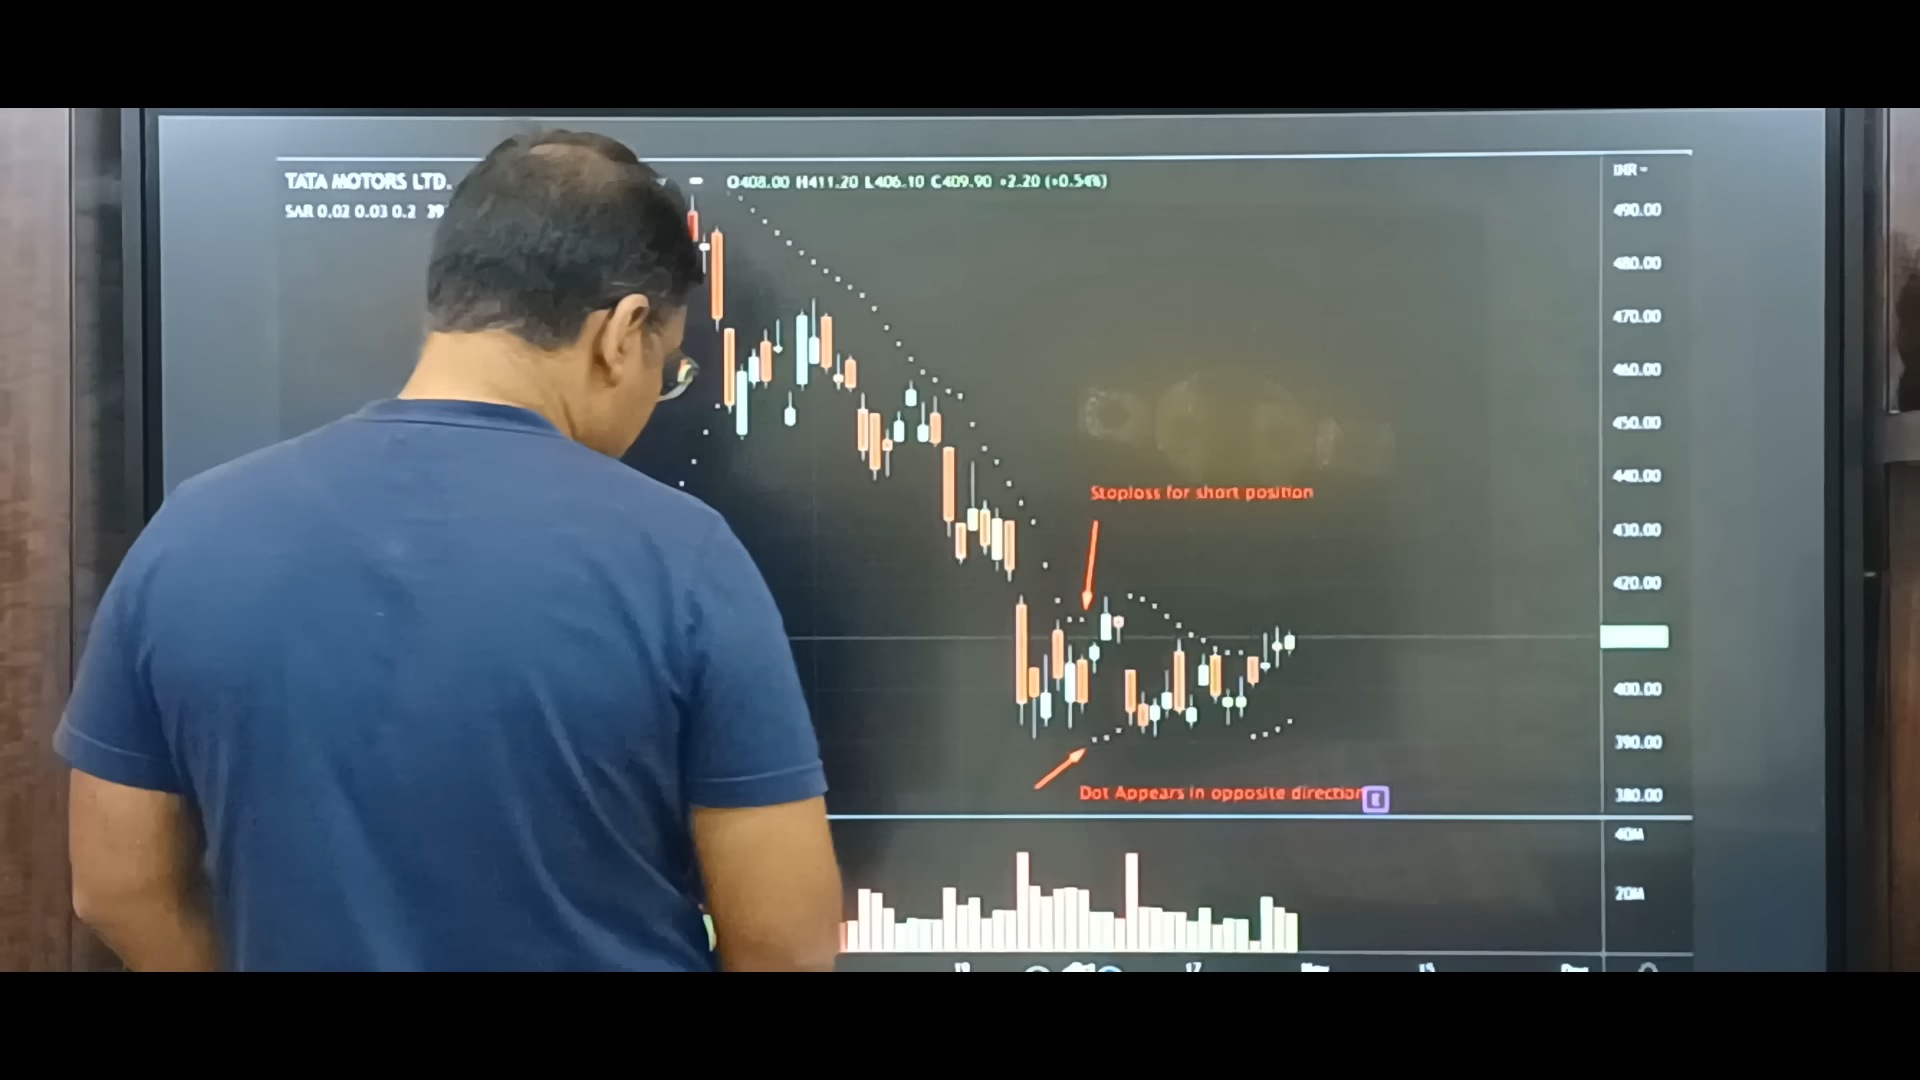 TATA MOTORS LTD.
O408.00 H411.20 L406.10 C409.90 +2.20 (+0.54%)
SAR 0.02 0.03 0.2 39
INR
490.00
480.00
470.00
460.00
450.00
440.00
430.00
420.00
400.00
390.00
380.00
Stoploss for short position
Dot Appears in opposite direction
E
40M
20M
17